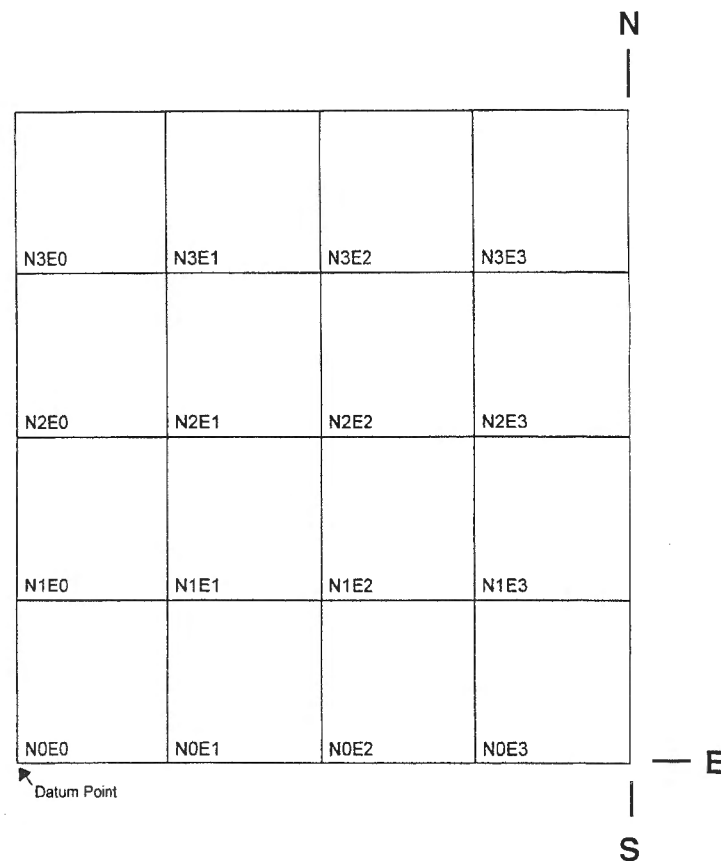 N
N3E0 N3E1 N3E2 N3E3
N2E0 N2E1 N2E2 N2E3
N1E0 N1E1 N1E2 N1E3
N0E0 N0E1 N0E2 N0E3
E
Datum Point
S